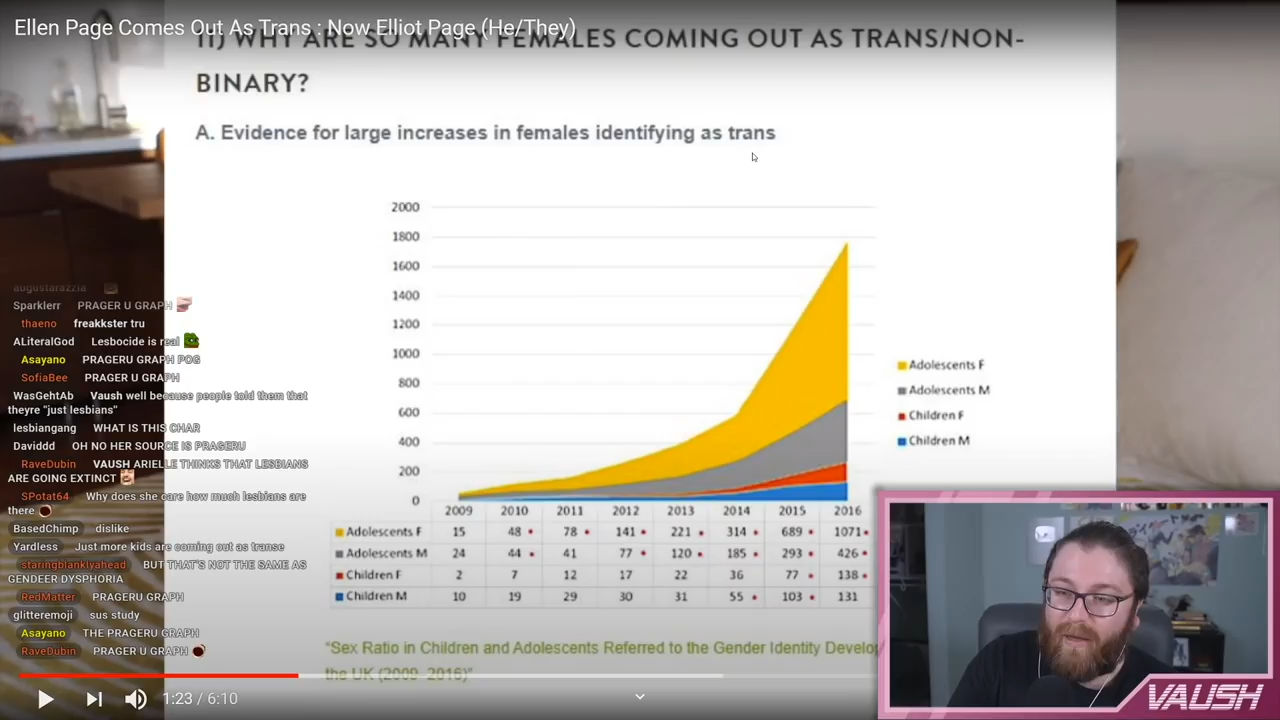 Ellen Page Comes Out As Trans : Now Elliot Page (He/They)
11) WHY ARE SO MANY FEMALES COMING OUT AS TRANS/NON-
BINARY?
A. Evidence for large increases in females identifying as trans
2000
1800
1600
1400
1200
1000
800
600
400
200
0
Adolescents F
Adolescents M
Children F
Children M
2009 2010 2011 2012 2013 2014 2015 2016
Adolescents F 15 48 • 78 • 141 • 221 • 314 • 689 • 1071 •
Adolescents M 24 44 • 41 77 • 120 • 185 • 293 • 426 •
Children F 2 7 12 17 22 36 77 • 138 •
Children M 10 19 29 30 31 55 • 103 • 131
"Sex Ratio in Children and Adolescents Referred to the Gender Identity Develo
the UK (2009-2016)"
augustarazzia
Sparklerr PRAGER U GRAPH
thaeno freakkster tru
ALiteralGod Lesbocide is real
Asayano PRAGERU GRAPH POG
SofiaBee PRAGER U GRAPH
WasGehtAb Vaush well because people told them that
theyre "just lesbians"
lesbiangang WHAT IS THIS CHAR
Daviddd OH NO HER SOURCE IS PRAGERU
RaveDubin VAUSH ARIELLE THINKS THAT LESBIANS
ARE GOING EXTINCT
SPotat64 Why does she care how much lesbians are
there
BasedChimp dislike
Yardless Just more kids are coming out as transe
staringblanklyahead BUT THAT'S NOT THE SAME AS
GENDEER DYSPHORIA
RedMatter PRAGERU GRAPH
glitteremoji sus study
Asayano THE PRAGERU GRAPH
RaveDubin PRAGER U GRAPH
1:23 / 6:10
VAUSH